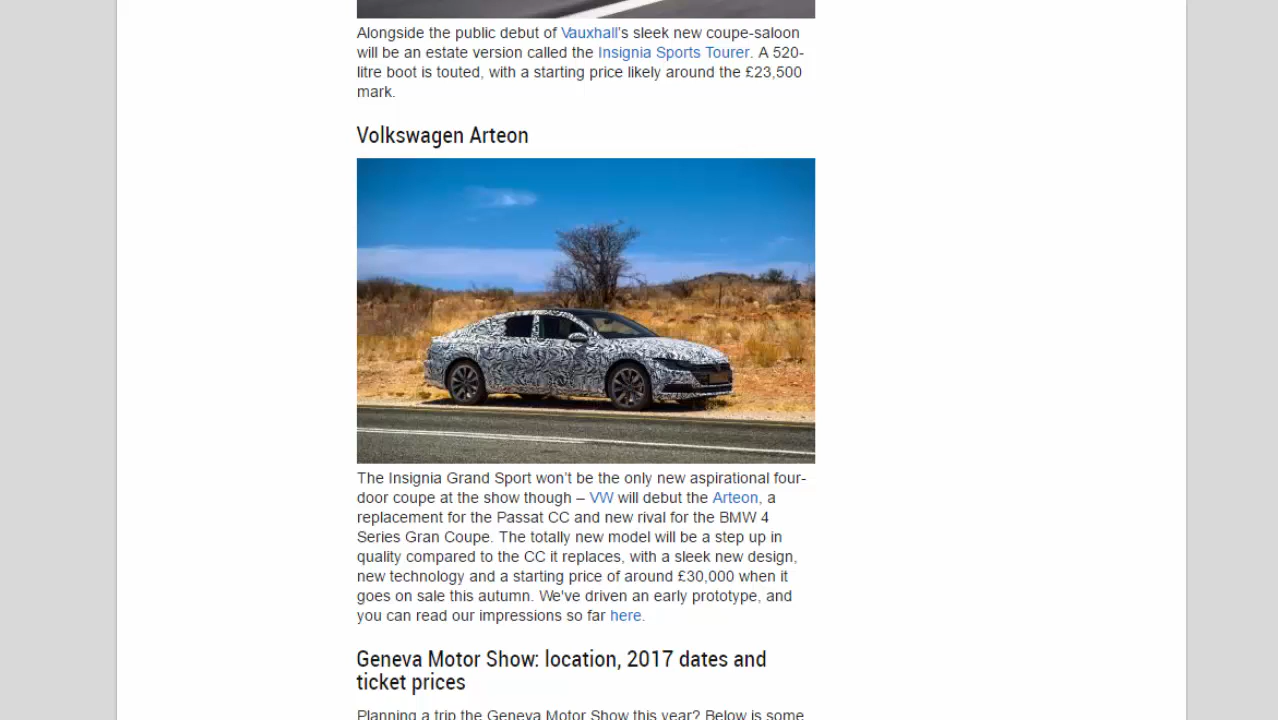 Alongside the public debut of Vauxhall's sleek new coupe-saloon
will be an estate version called the Insignia Sports Tourer. A 520-
litre boot is touted, with a starting price likely around the £23,500
mark.
Volkswagen Arteon
The Insignia Grand Sport won't be the only new aspirational four-
door coupe at the show though – VW will debut the Arteon, a
replacement for the Passat CC and new rival for the BMW 4
Series Gran Coupe. The totally new model will be a step up in
quality compared to the CC it replaces, with a sleek new design,
new technology and a starting price of around £30,000 when it
goes on sale this autumn. We've driven an early prototype, and
you can read our impressions so far here.
Geneva Motor Show: location, 2017 dates and
ticket prices
Planning a trip the Geneva Motor Show this year? Below is some